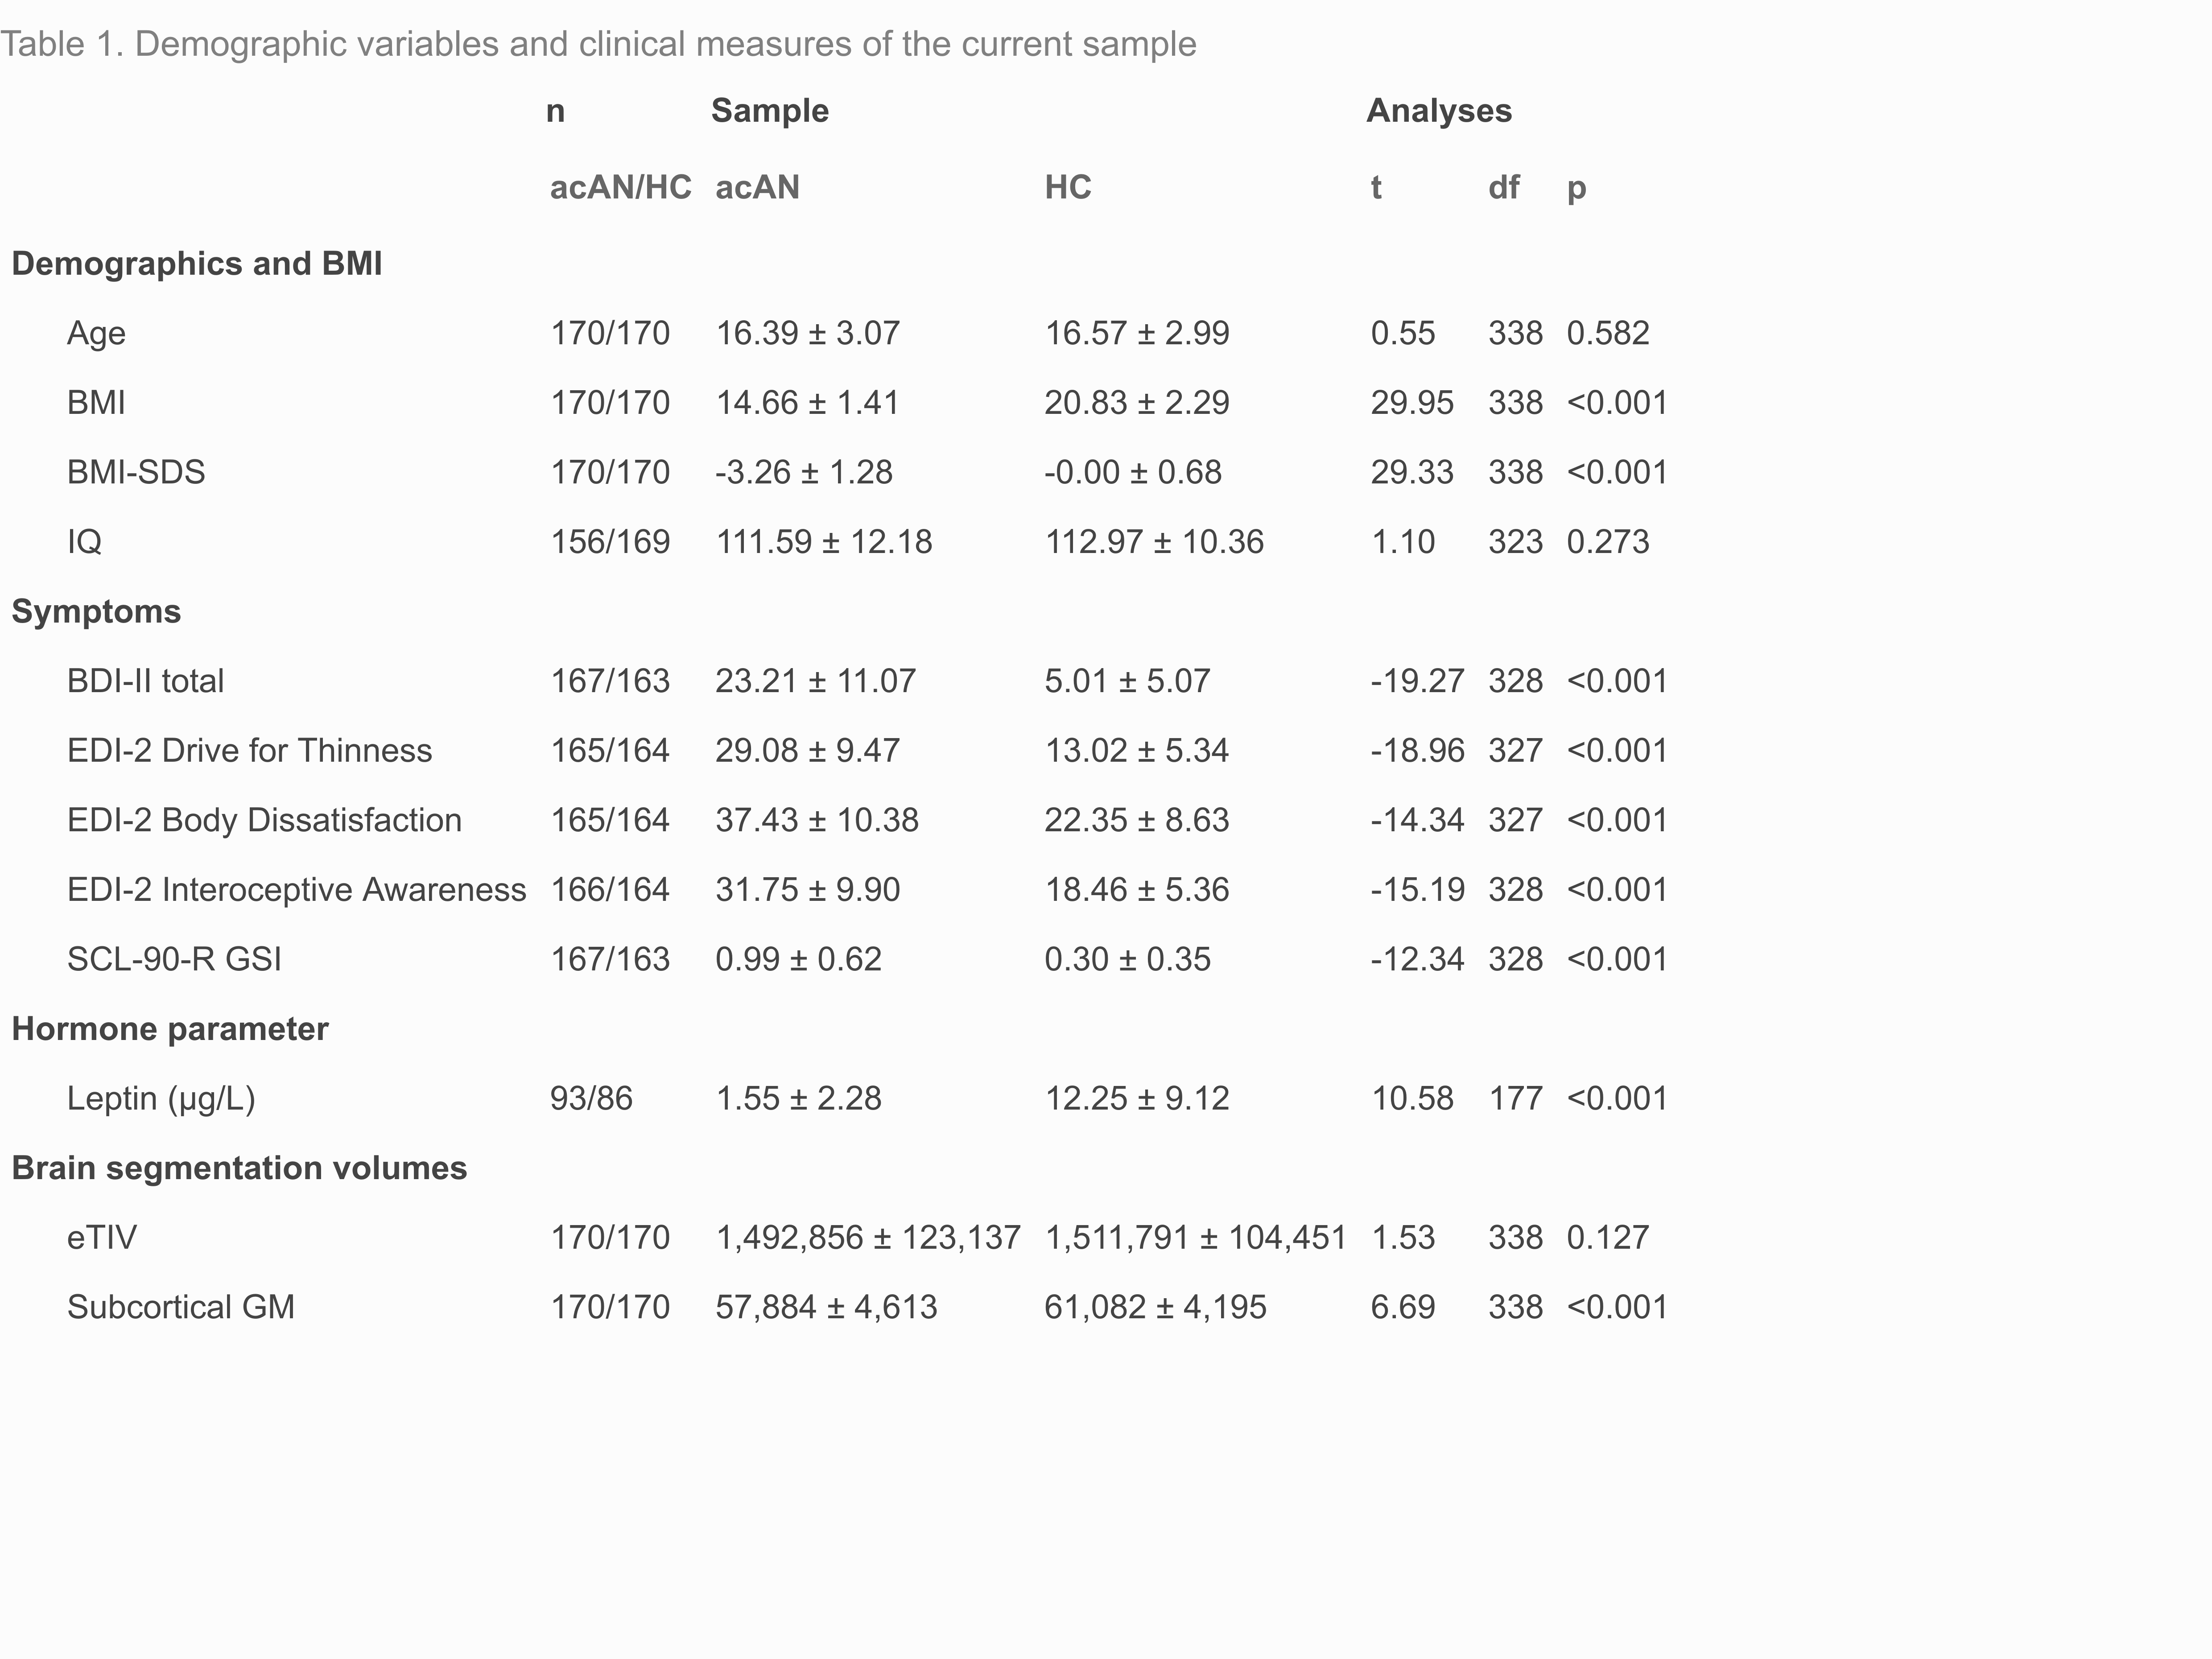 Table 1. Demographic variables and clinical measures of the current sample
n Sample Analyses
acAN/HC acAN HC t df p
Demographics and BMI
Age 170/170 16.39 ± 3.07 16.57 ± 2.99 0.55 338 0.582
BMI 170/170 14.66 ± 1.41 20.83 ± 2.29 29.95 338 <0.001
BMI-SDS 170/170 -3.26 ± 1.28 -0.00 ± 0.68 29.33 338 <0.001
IQ 156/169 111.59 ± 12.18 112.97 ± 10.36 1.10 323 0.273
Symptoms
BDI-II total 167/163 23.21 ± 11.07 5.01 ± 5.07 -19.27 328 <0.001
EDI-2 Drive for Thinness 165/164 29.08 ± 9.47 13.02 ± 5.34 -18.96 327 <0.001
EDI-2 Body Dissatisfaction 165/164 37.43 ± 10.38 22.35 ± 8.63 -14.34 327 <0.001
EDI-2 Interoceptive Awareness 166/164 31.75 ± 9.90 18.46 ± 5.36 -15.19 328 <0.001
SCL-90-R GSI 167/163 0.99 ± 0.62 0.30 ± 0.35 -12.34 328 <0.001
Hormone parameter
Leptin (μg/L) 93/86 1.55 ± 2.28 12.25 ± 9.12 10.58 177 <0.001
Brain segmentation volumes
eTIV 170/170 1,492,856 ± 123,137 1,511,791 ± 104,451 1.53 338 0.127
Subcortical GM 170/170 57,884 ± 4,613 61,082 ± 4,195 6.69 338 <0.001